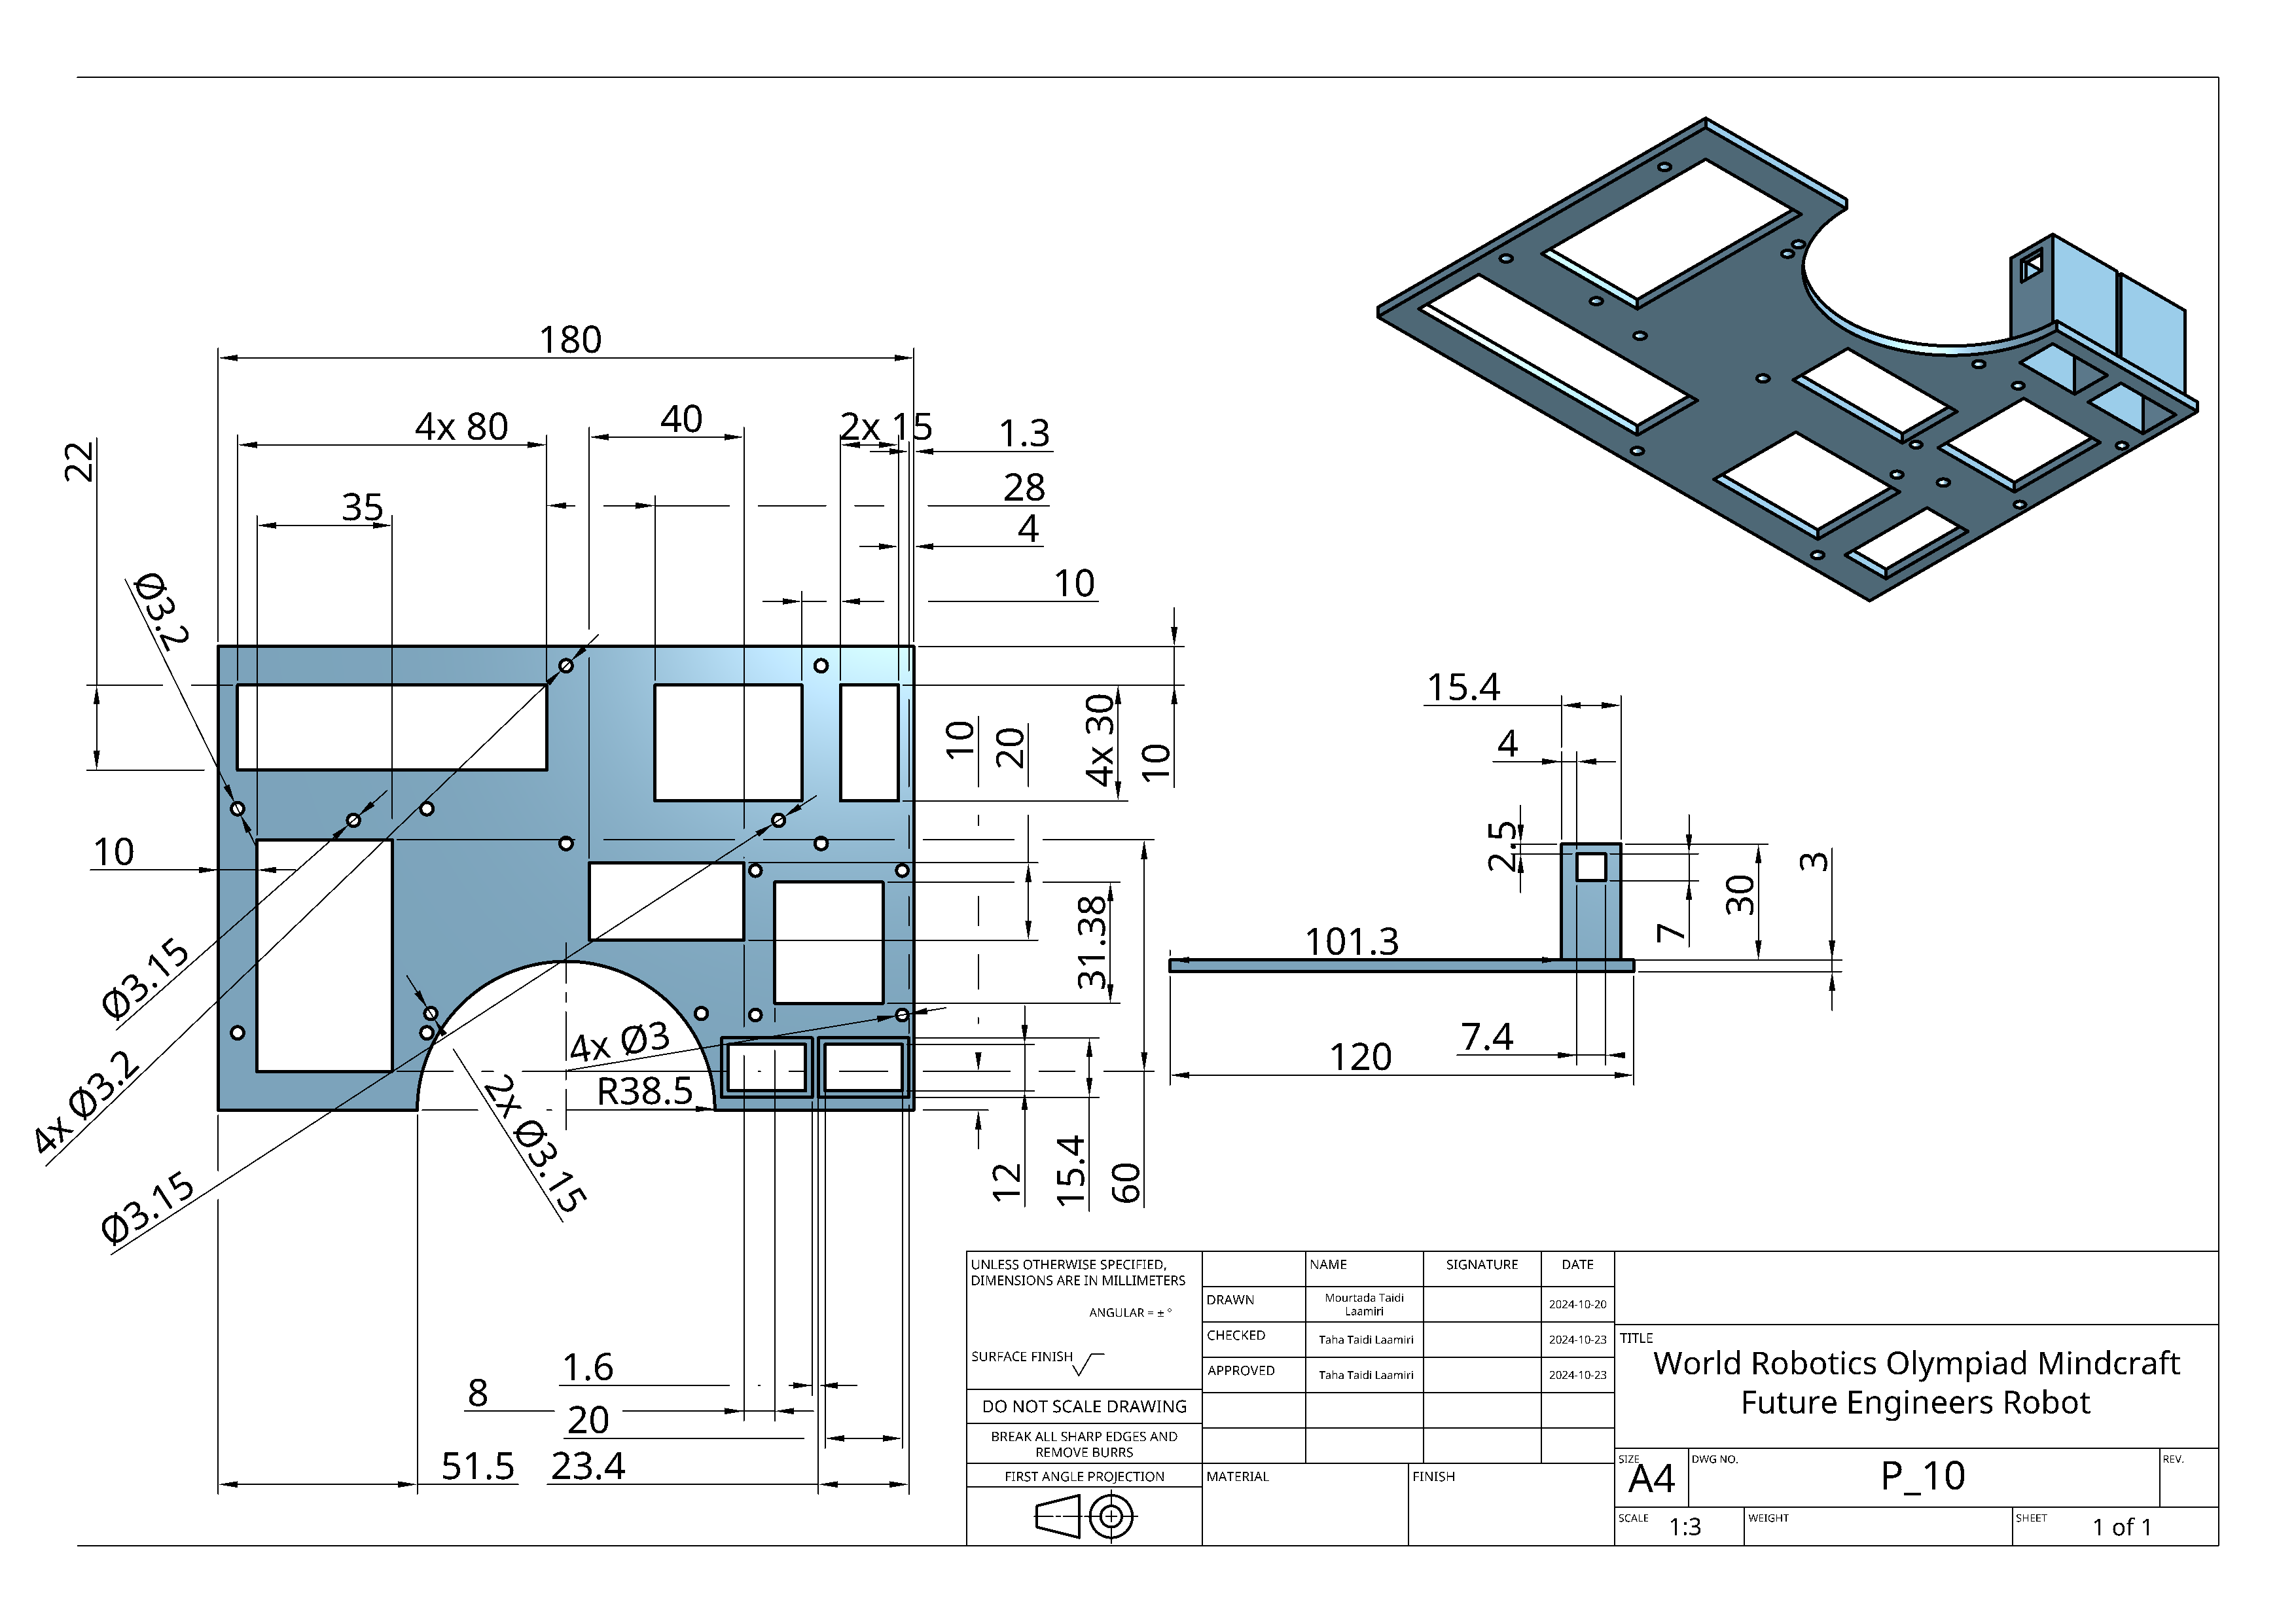 180
4x 80
40
2x 15
1.3
22
35
28
4
10
Ø3.2
10
20
4x 30
10
10
31.38
Ø3.15
4x Ø3
R38.5
4x Ø3.2
2x Ø3.15
Ø3.15
12
15.4
60
1.6
8
20
51.5
23.4
15.4
4
2.5
3
30
7
101.3
7.4
120
UNLESS OTHERWISE SPECIFIED,
DIMENSIONS ARE IN MILLIMETERS
ANGULAR = ± °
SURFACE FINISH
DO NOT SCALE DRAWING
BREAK ALL SHARP EDGES AND
REMOVE BURRS
FIRST ANGLE PROJECTION
NAME SIGNATURE DATE
DRAWN Mourtada Taidi
Laamiri 2024-10-20
CHECKED Taha Taidi Laamiri 2024-10-23
APPROVED Taha Taidi Laamiri 2024-10-23
MATERIAL FINISH
TITLE
World Robotics Olympiad Mindcraft
Future Engineers Robot
SIZE
A4
DWG NO.
P_10
REV.
SCALE 1:3
WEIGHT
SHEET 1 of 1